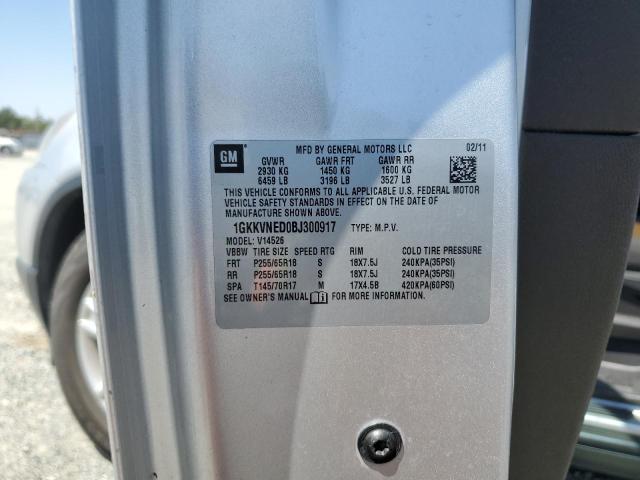 GM
MFD BY GENERAL MOTORS LLC 02/11
GVWR GAWR FRT GAWR RR
2930 KG 1450 KG 1600 KG
6459 LB 3196 LB 3527 LB
THIS VEHICLE CONFORMS TO ALL APPLICABLE U.S. FEDERAL MOTOR
VEHICLE SAFETY STANDARDS IN EFFECT ON THE DATE OF
MANUFACTURE SHOWN ABOVE.
1GKKVNED0BJ300917 TYPE: M.P.V.
MODEL: V14526
VBBW TIRE SIZE SPEED RTG RIM COLD TIRE PRESSURE
FRT P255/65R18 S 18X7.5J 240KPA(35PSI)
RR P255/65R18 S 18X7.5J 240KPA(35PSI)
SPA T145/70R17 M 17X4.5B 420KPA(60PSI)
SEE OWNER'S MANUAL FOR MORE INFORMATION.